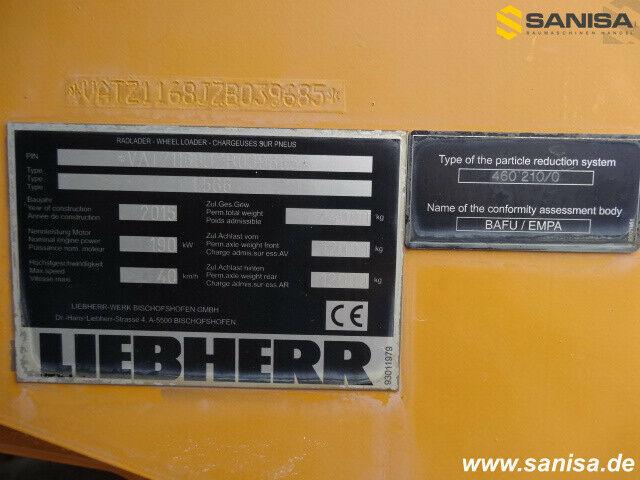 SANISA
BAUMASCHINEN HANDEL
*VATZ1168JZB039685*
RADLADER - WHEEL LOADER - CHARGEUSES SUR PNEUS
PIN
Type
Type
Type
Baujahr
Year of construction 2013
Année de construction
Nennleistung Motor
Nominal engine power 190 kW
Puissance nom. moteur
Höchstgeschwindigkeit
Max.speed 40 km/h
Vitesse maxi.
Zul.Ges.Gew.
Perm.total weight kg
Poids admissible
Zul.Achslast vorn
Perm.axle weight front kg
Charge admis.sur ess.AV
Zul.Achslast hinten
Perm.axle weight rear kg
Charge admiss.sur ess.AR
LIEBHERR-WERK BISCHOFSHOFEN GMBH
Dr.-Hans-Liebherr-Strasse 4, A-5500 BISCHOFSHOFEN
CE
LIEBHERR
93011979
Type of the particle reduction system
460 210/0
Name of the conformity assessment body
BAFU / EMPA
www.sanisa.de